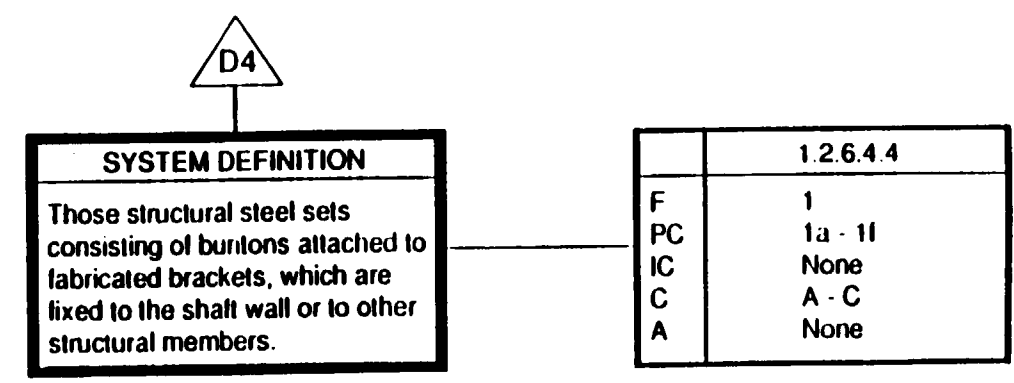 D4
SYSTEM DEFINITION
Those structural steel sets
consisting of buntons attached to
fabricated brackets, which are
fixed to the shaft wall or to other
structural members.
1.2.6.4.4
F 1
PC 1a - 1f
IC None
C A - C
A None